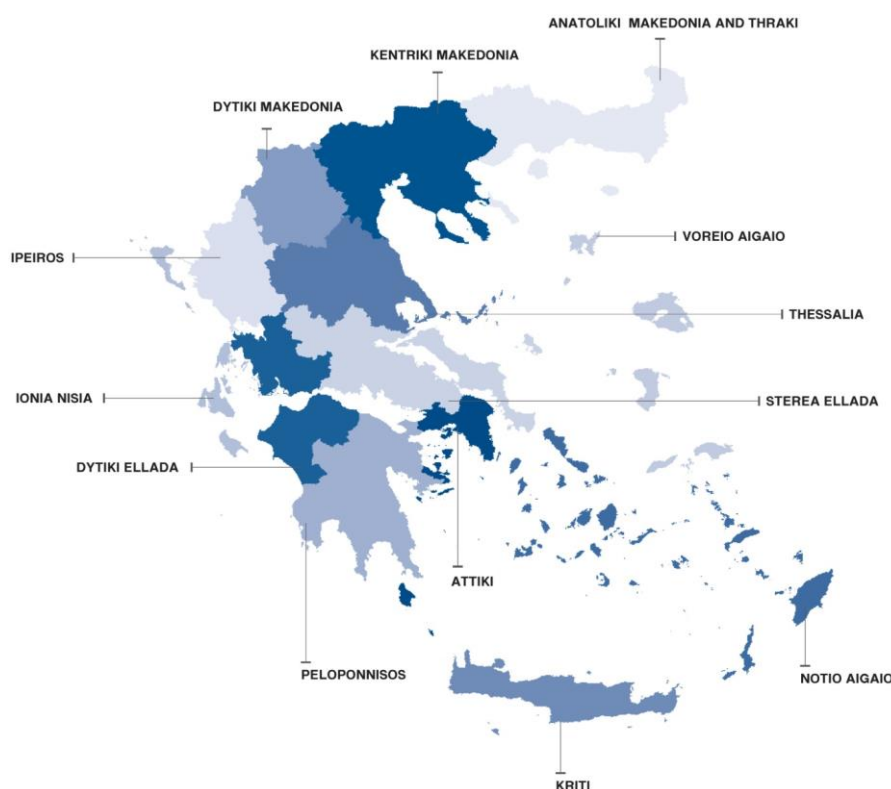 ANATOLIKI MAKEDONIA AND THRAKI
KENTRIKI MAKEDONIA
DYTIKI MAKEDONIA
VOREIO AIGAIO
IPEIROS
THESSALIA
IONIA NISIA
STEREA ELLADA
DYTIKI ELLADA
ATTIKI
PELOPONNISOS
NOTIO AIGAIO
KRITI